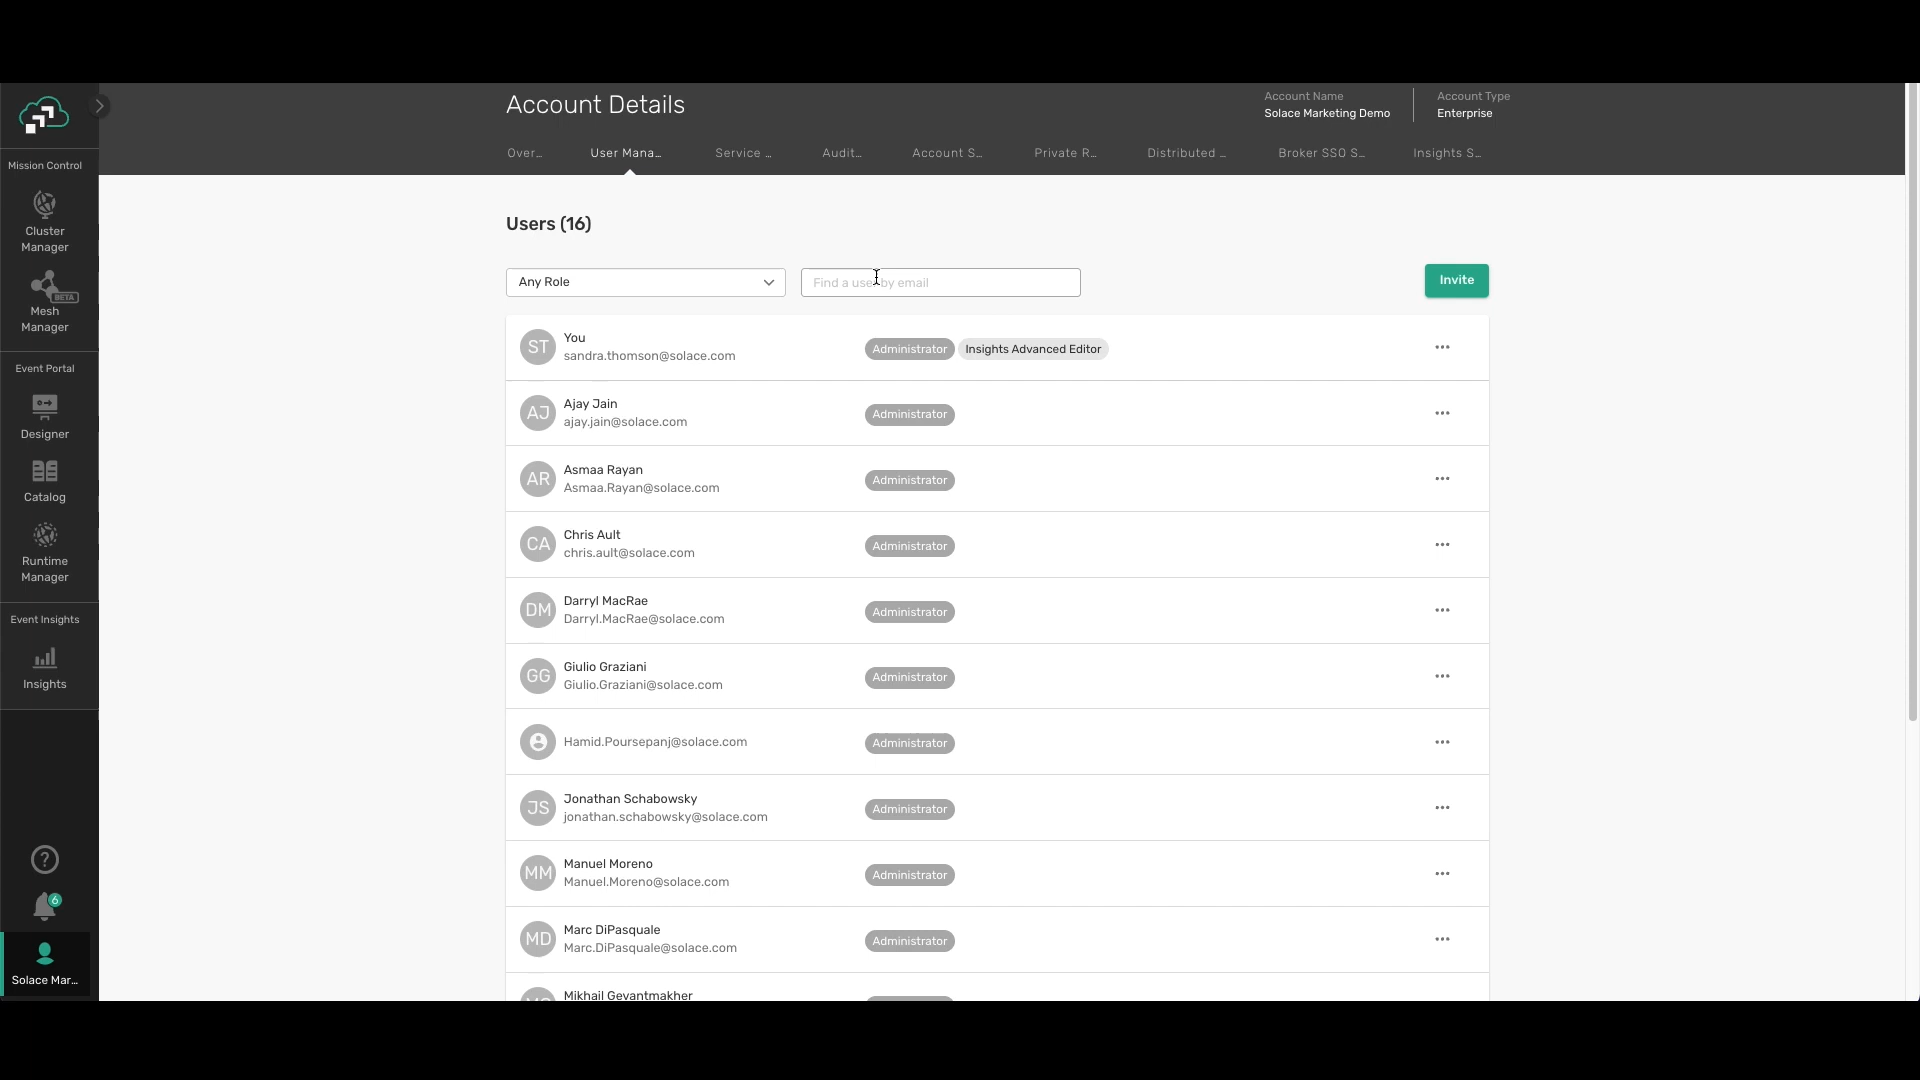 Account Details
Account Name
Solace Marketing Demo
Account Type
Enterprise
Over...
User Mana...
Service ...
Audit...
Account S...
Private R...
Distributed ...
Broker SSO S...
Insights S...
Mission Control
Cluster
Manager
BETA
Mesh
Manager
Event Portal
Designer
Catalog
Runtime
Manager
Event Insights
Insights
6
Solace Mar...
Users (16)
Any Role
Find a user by email
Invite
ST
You
sandra.thomson@solace.com
Administrator
Insights Advanced Editor
AJ
Ajay Jain
ajay.jain@solace.com
Administrator
AR
Asmaa Rayan
Asmaa.Rayan@solace.com
Administrator
CA
Chris Ault
chris.ault@solace.com
Administrator
DM
Darryl MacRae
Darryl.MacRae@solace.com
Administrator
GG
Giulio Graziani
Giulio.Graziani@solace.com
Administrator
Hamid.Poursepanj@solace.com
Administrator
JS
Jonathan Schabowsky
jonathan.schabowsky@solace.com
Administrator
MM
Manuel Moreno
Manuel.Moreno@solace.com
Administrator
MD
Marc DiPasquale
Marc.DiPasquale@solace.com
Administrator
Mikhail Gevantmakher